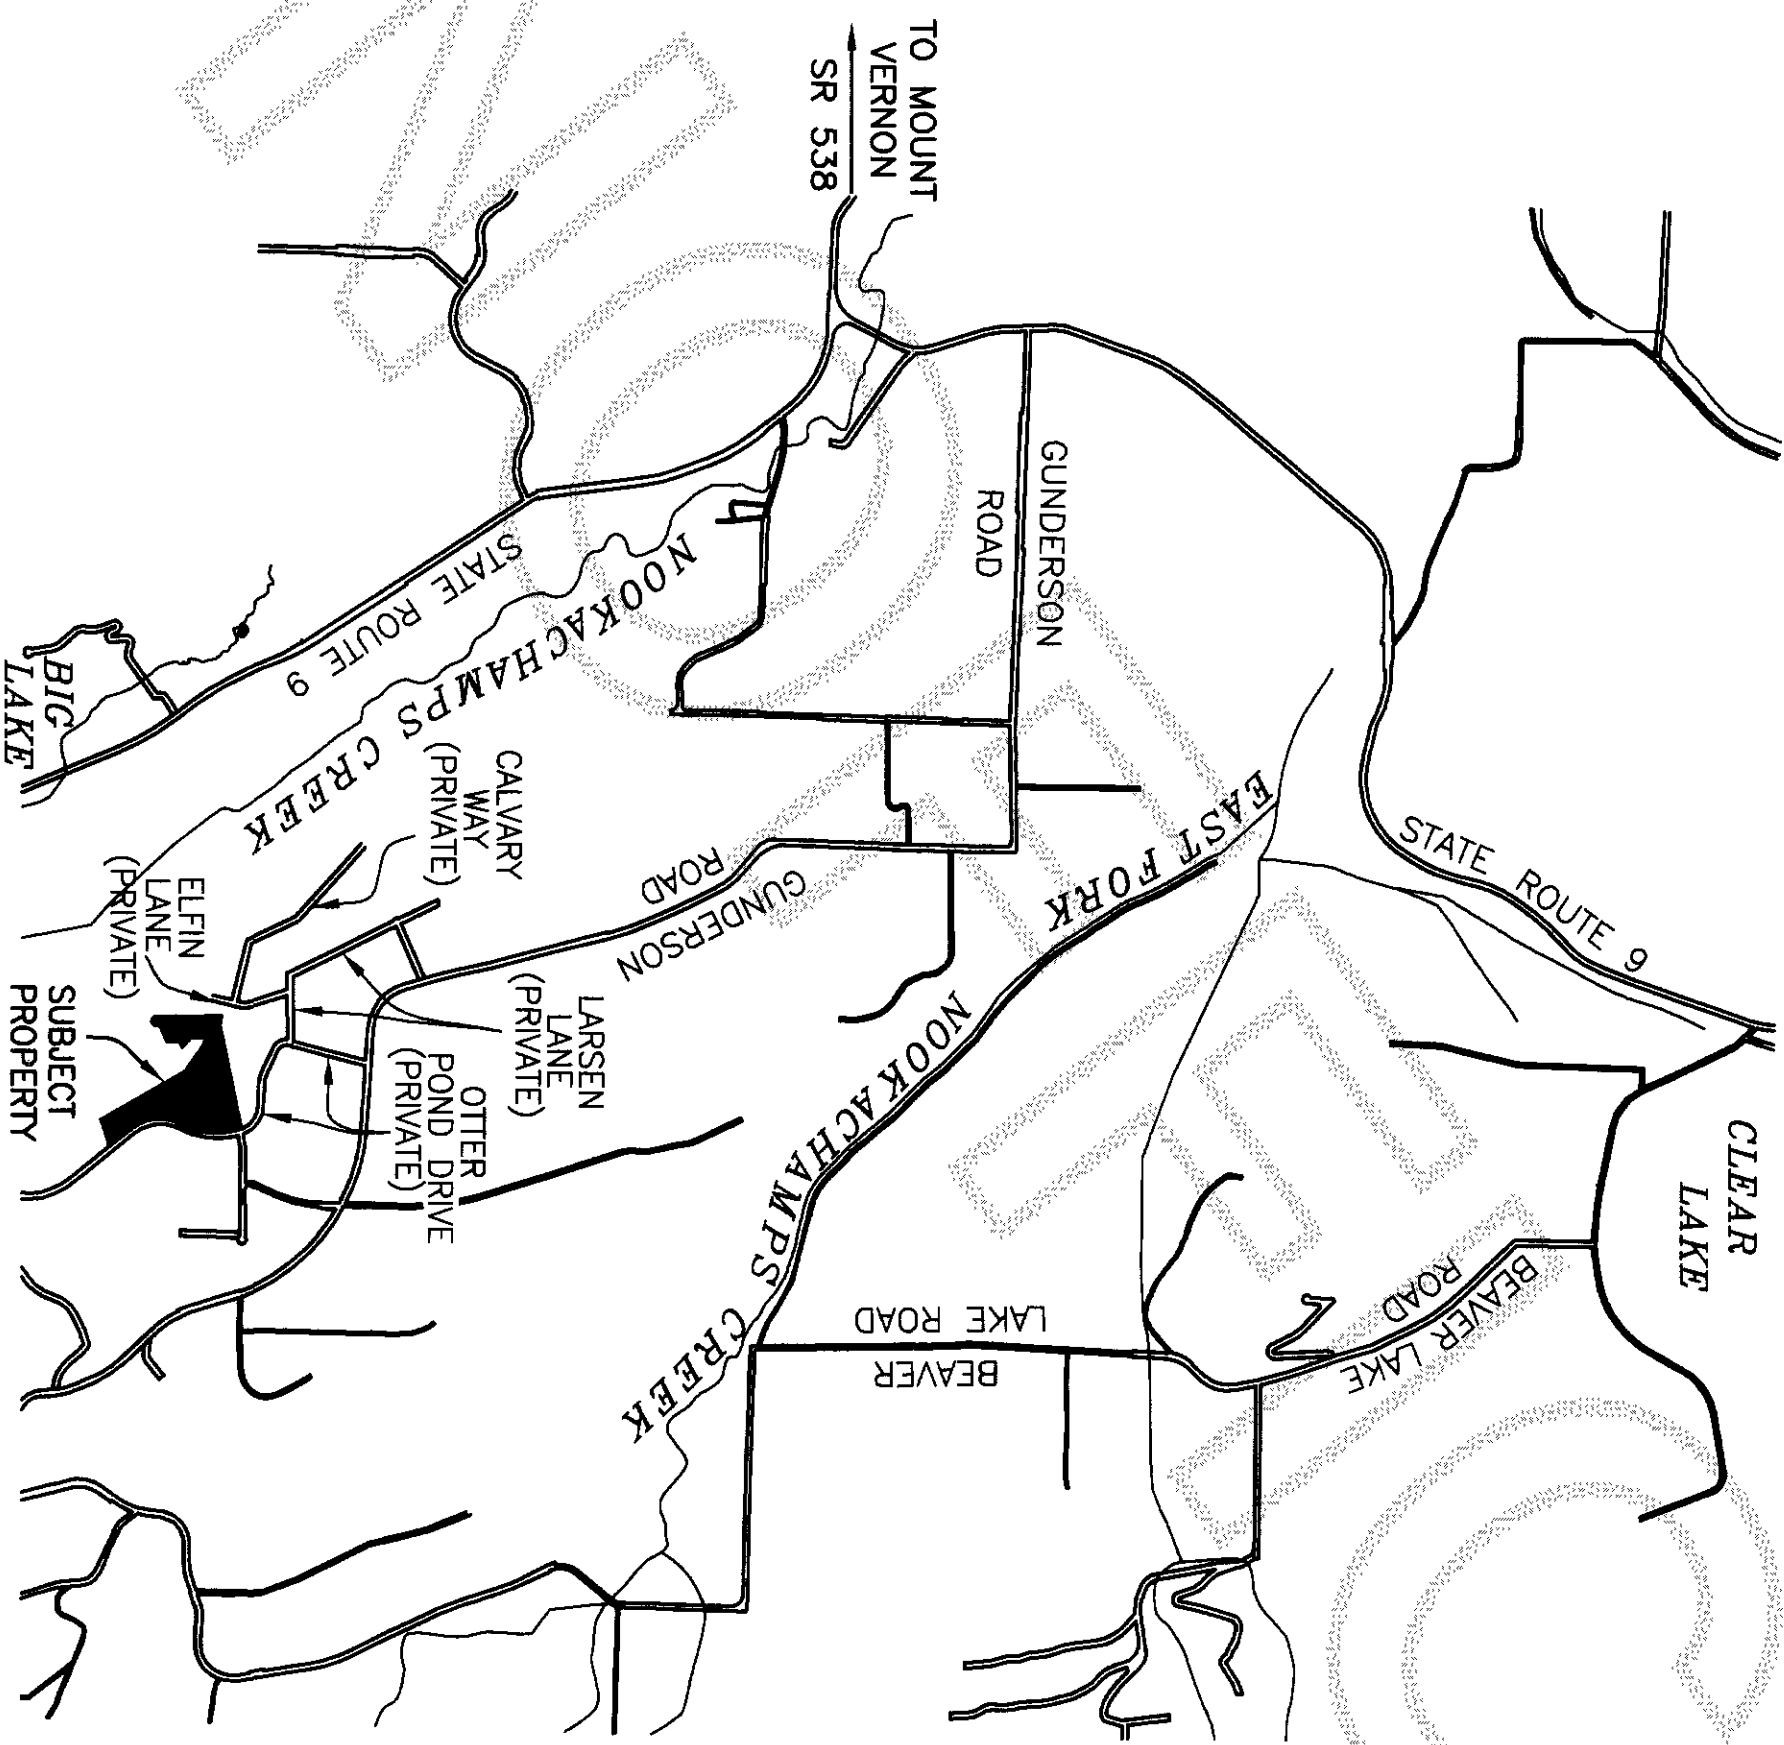 CLEAR
LAKE
STATE ROUTE 9
BEAVER LAKE
ROAD
EAST FORK
NOOKACHAMPS
CREEK
GUNDERSON
ROAD
BEAVER
LAKE ROAD
TO MOUNT
VERNON
SR 538
GUNDERSON
ROAD
NOOKACHAMPS CREEK
STATE ROUTE 9
LARSEN
LANE
(PRIVATE)
CALVARY
WAY
(PRIVATE)
OTTER
POND DRIVE
(PRIVATE)
ELFIN
LANE
(PRIVATE)
BIG
LAKE
SUBJECT
PROPERTY